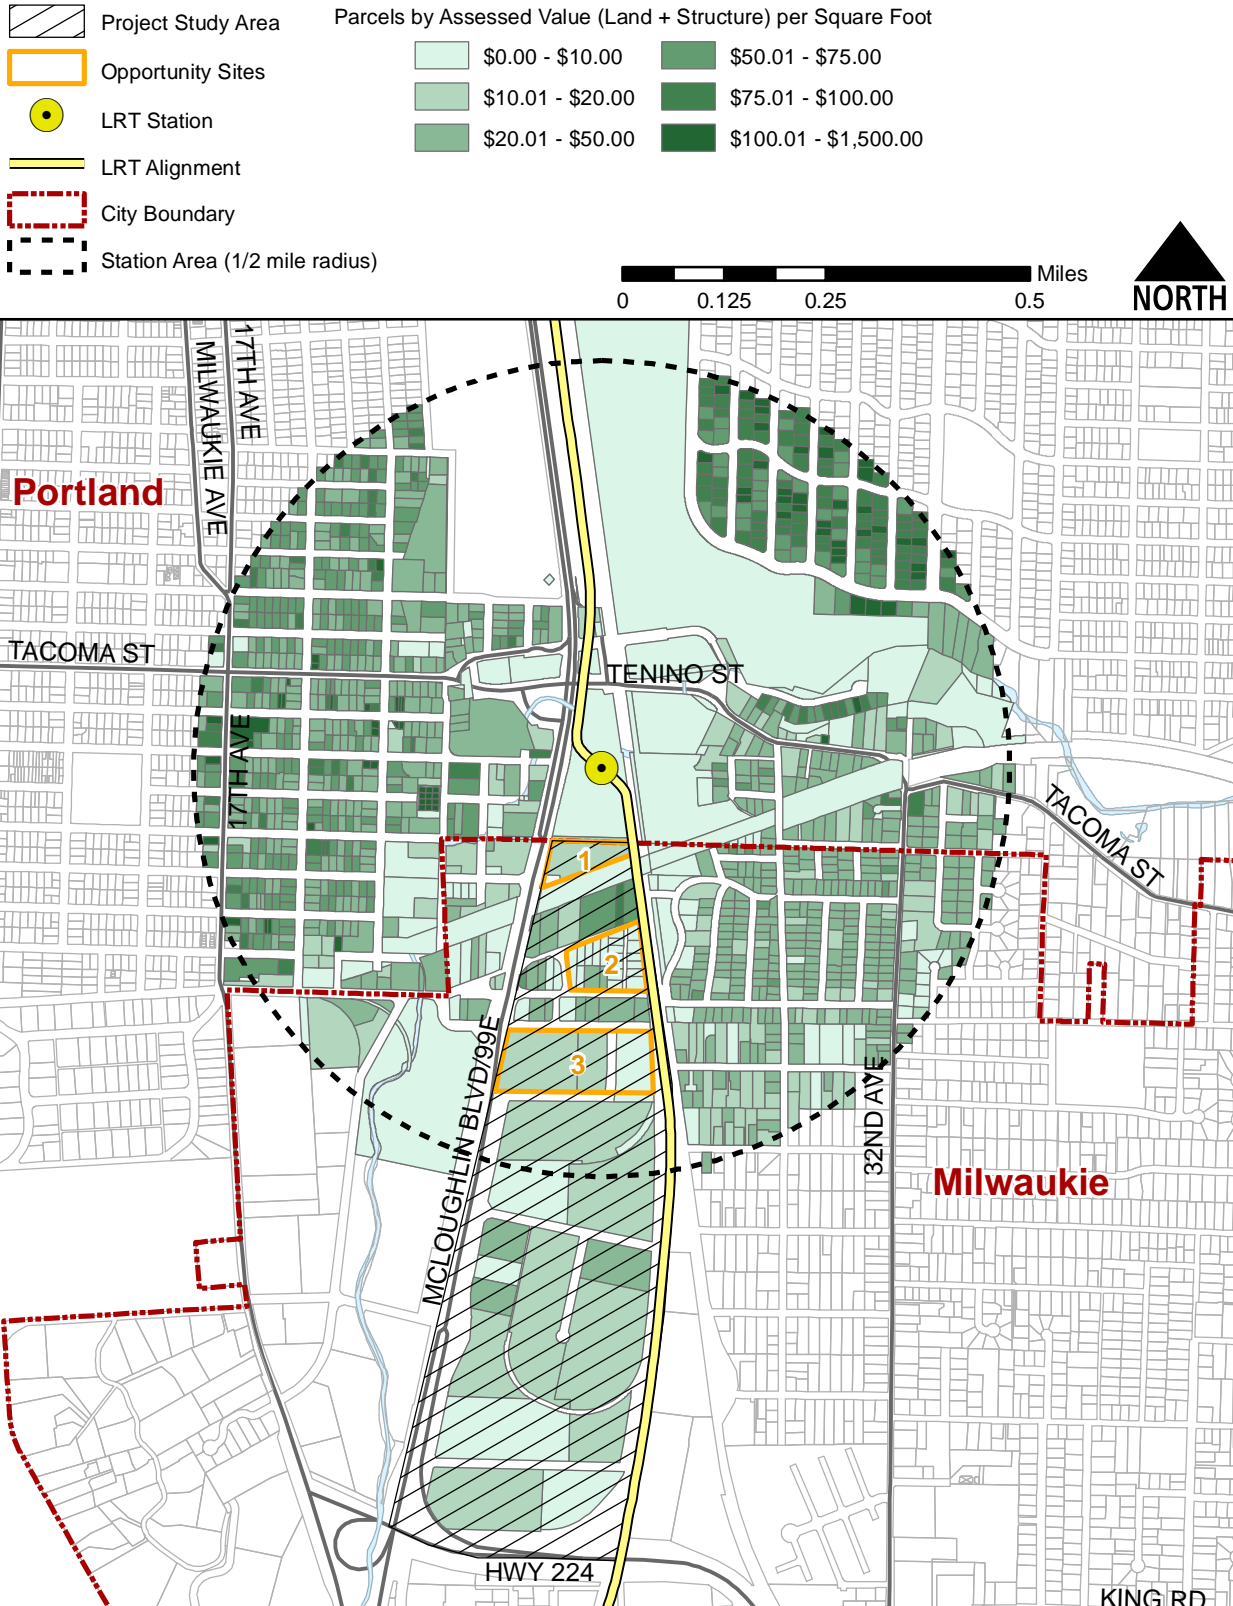 Project Study Area
Opportunity Sites
LRT Station
LRT Alignment
City Boundary
Station Area (1/2 mile radius)
Parcels by Assessed Value (Land + Structure) per Square Foot
$0.00 - $10.00
$10.01 - $20.00
$20.01 - $50.00
$50.01 - $75.00
$75.01 - $100.00
$100.01 - $1,500.00
Miles
0 0.125 0.25 0.5
NORTH
17TH AVE
MILWAUKIE AVE
Portland
TACOMA ST
TENINO ST
17TH AVE
TACOMA ST
1
2
3
MCLOUGHLIN BLVD/99E
32ND AVE
Milwaukie
HWY 224
KING RD